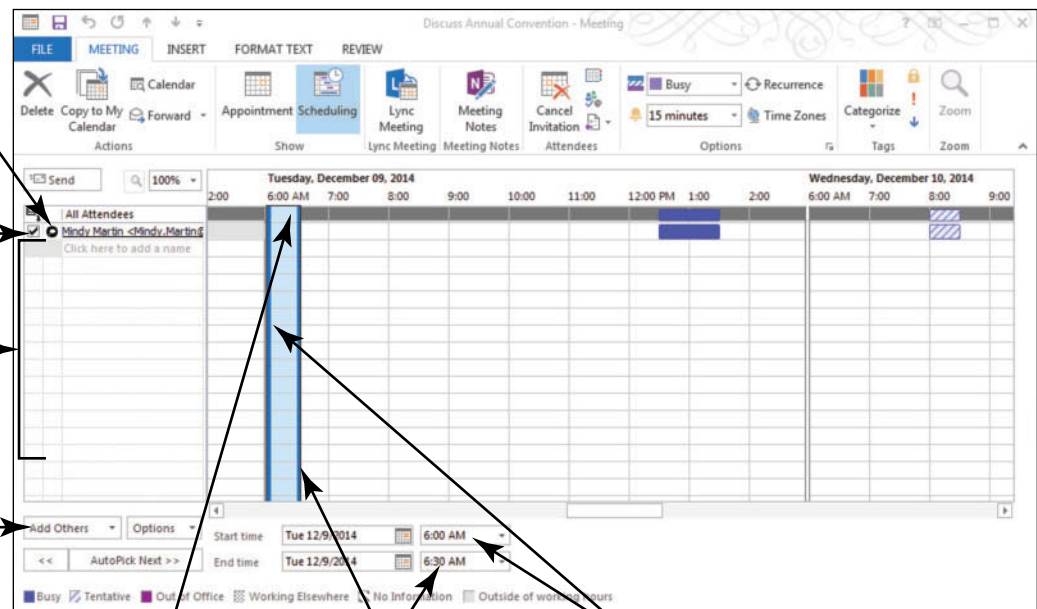 Discuss Annual Convention - Meeting
FILE MEETING INSERT FORMAT TEXT REVIEW
Delete Copy to My Calendar Calendar Forward
Appointment Scheduling
Lync Meeting
Meeting Notes
Cancel Invitation
Busy Recurrence
15 minutes Time Zones
Categorize
Zoom
Actions Show Lync Meeting Meeting Notes Attendees Options Tags Zoom
Send 100% Tuesday, December 09, 2014 Wednesday, December 10, 2014
2:00 6:00 AM 7:00 8:00 9:00 10:00 11:00 12:00 PM 1:00 2:00 6:00 AM 7:00 8:00 9:00
All Attendees
Mindy Martin <Mindy.Martin@
Click here to add a name
Add Others Options Start time Tue 12/9/2014 6:00 AM
<< AutoPick Next >> End time Tue 12/9/2014 6:30 AM
Busy Tentative Out of Office Working Elsewhere No Information Outside of working hours